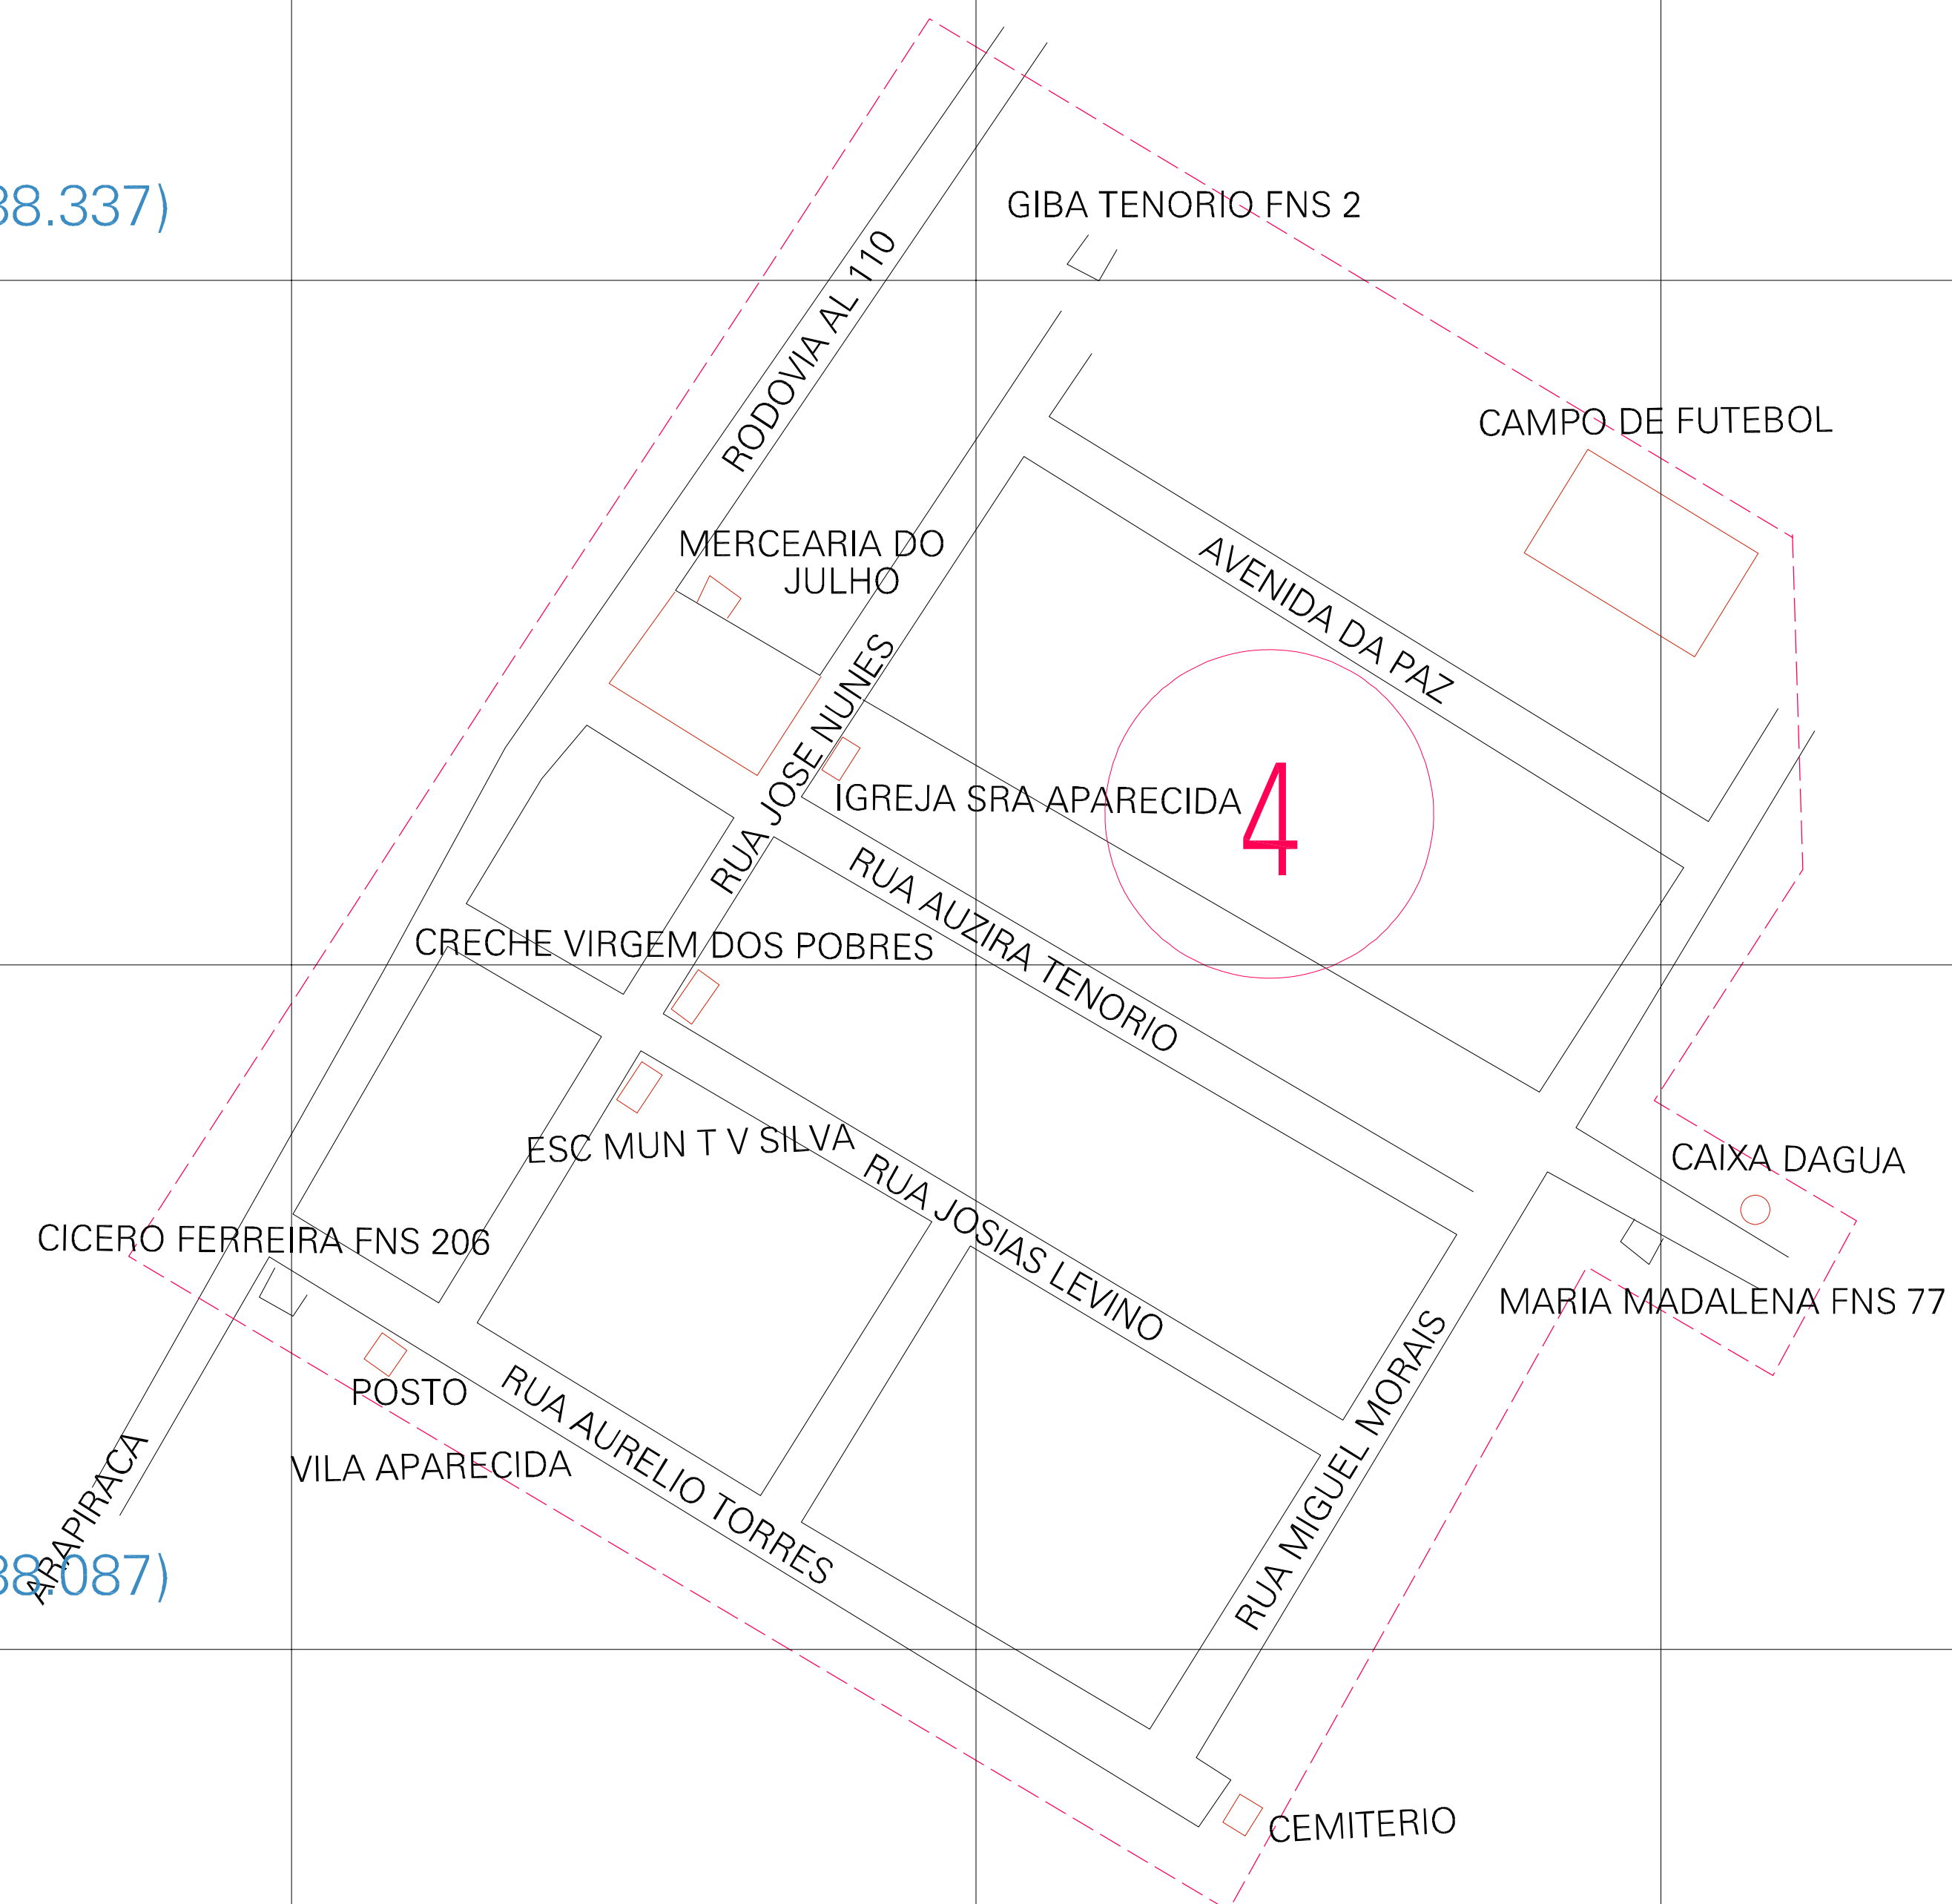 38.337)
GIBA TENORIO FNS 2
RODOVIA AL 110
CAMPO DE FUTEBOL
MERCEARIA DO
JULHO
AVENIDA DA PAZ
RUA JOSE NUNES
IGREJA SRA APARECIDA
4
RUA AUZIRA TENORIO
CRECHE VIRGEM DOS POBRES
ESC MUN T V SILVA
RUA JOSIAS LEVINO
CAIXA DAGUA
CICERO FERREIRA FNS 206
MARIA MADALENA FNS 77
POSTO
RUA AURELIO TORRES
RUA MIGUEL MORAIS
VILA APARECIDA
ARAPIRACA
38.087)
CEMITERIO